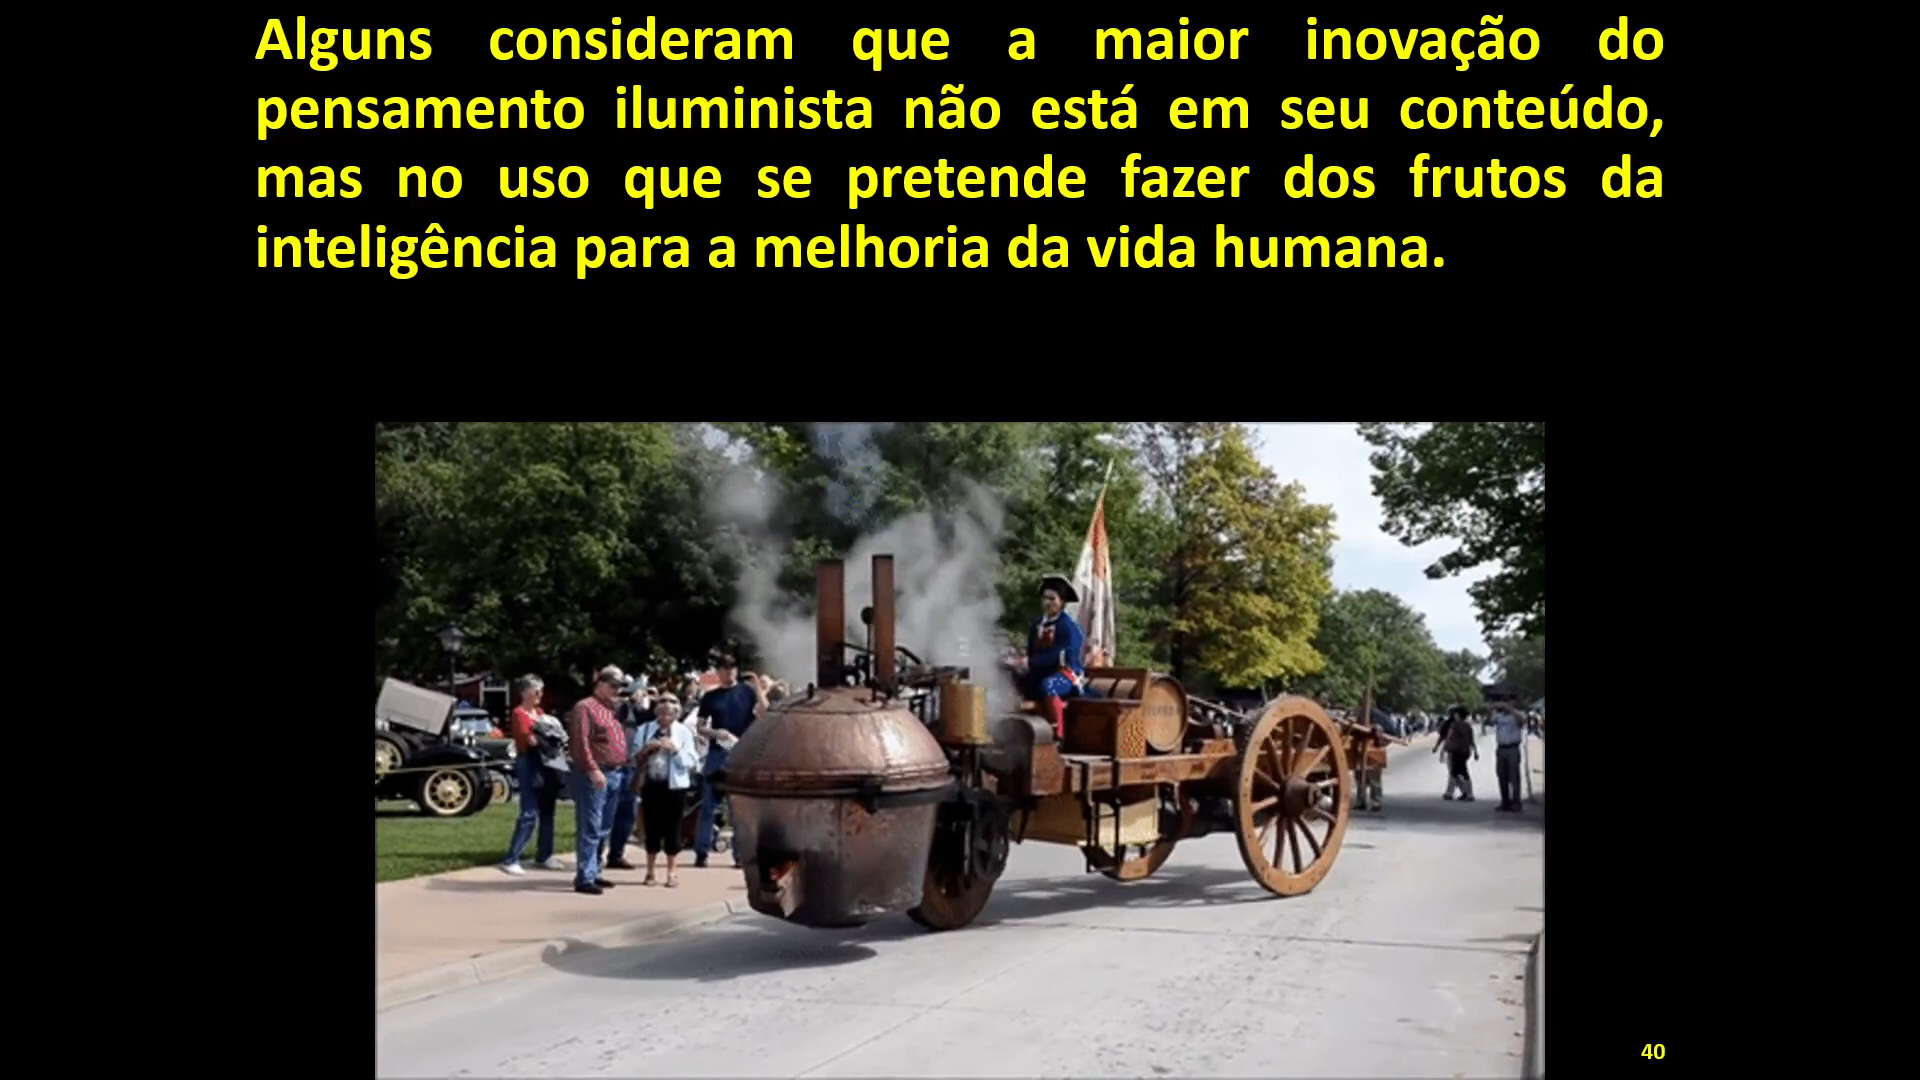 Alguns consideram que a maior inovação do
pensamento iluminista não está em seu conteúdo,
mas no uso que se pretende fazer dos frutos da
inteligência para a melhoria da vida humana.
40